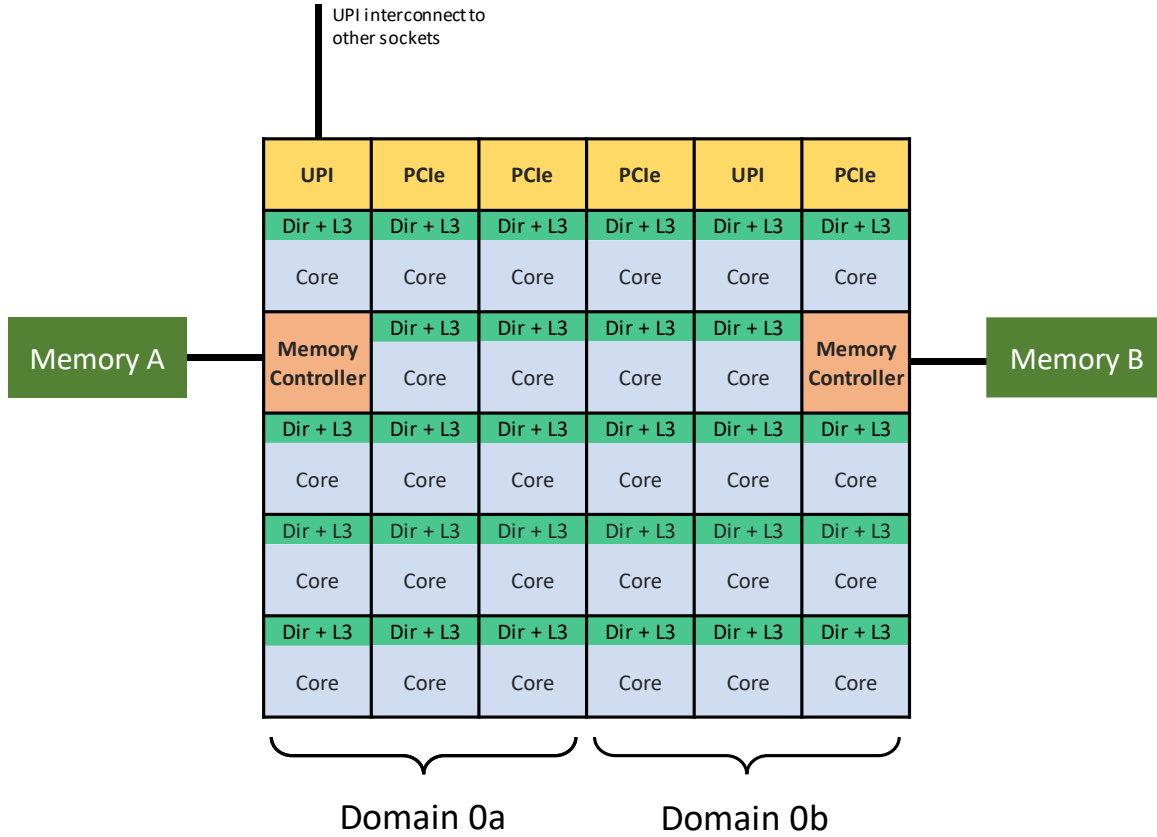 UPI interconnect to
other sockets
UPI PCIe PCIe PCIe UPI PCIe
Dir + L3 Dir + L3 Dir + L3 Dir + L3 Dir + L3 Dir + L3
Core Core Core Core Core Core
Dir + L3 Dir + L3 Dir + L3 Dir + L3
Memory A
Memory
Controller
Core Core Core Core
Memory
Controller
Memory B
Dir + L3 Dir + L3 Dir + L3 Dir + L3 Dir + L3 Dir + L3
Core Core Core Core Core Core
Dir + L3 Dir + L3 Dir + L3 Dir + L3 Dir + L3 Dir + L3
Core Core Core Core Core Core
Dir + L3 Dir + L3 Dir + L3 Dir + L3 Dir + L3 Dir + L3
Core Core Core Core Core Core
Domain 0a Domain 0b